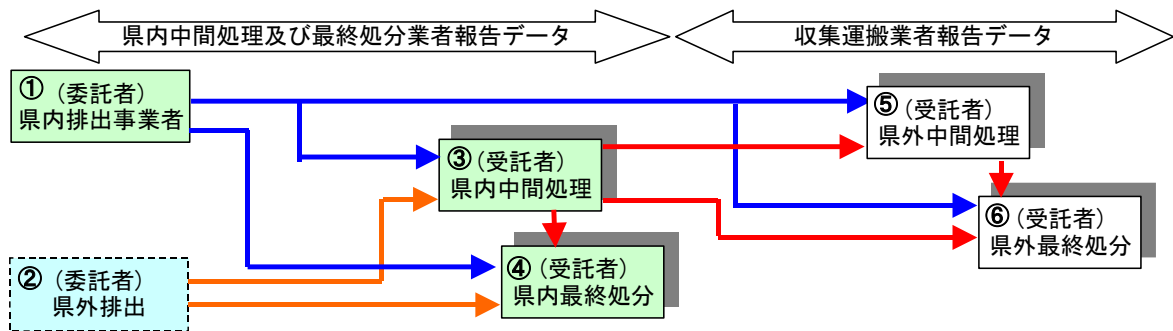 県内中間処理及び最終処分業者報告データ
収集運搬業者報告データ
① (委託者)
県内排出事業者
⑤ (受託者)
県外中間処理
③ (受託者)
県内中間処理
⑥ (受託者)
県外最終処分
④ (受託者)
県内最終処分
② (委託者)
県外排出